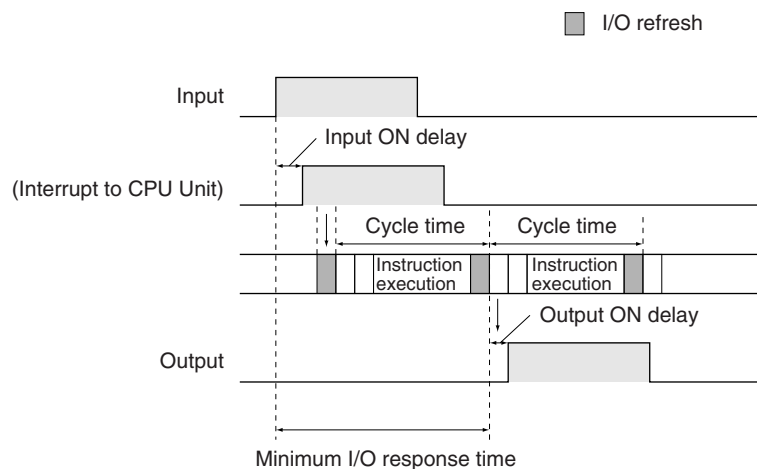 I/O refresh
Input
Input ON delay
(Interrupt to CPU Unit)
Cycle time
Cycle time
Instruction
execution
Instruction
execution
Output ON delay
Output
Minimum I/O response time